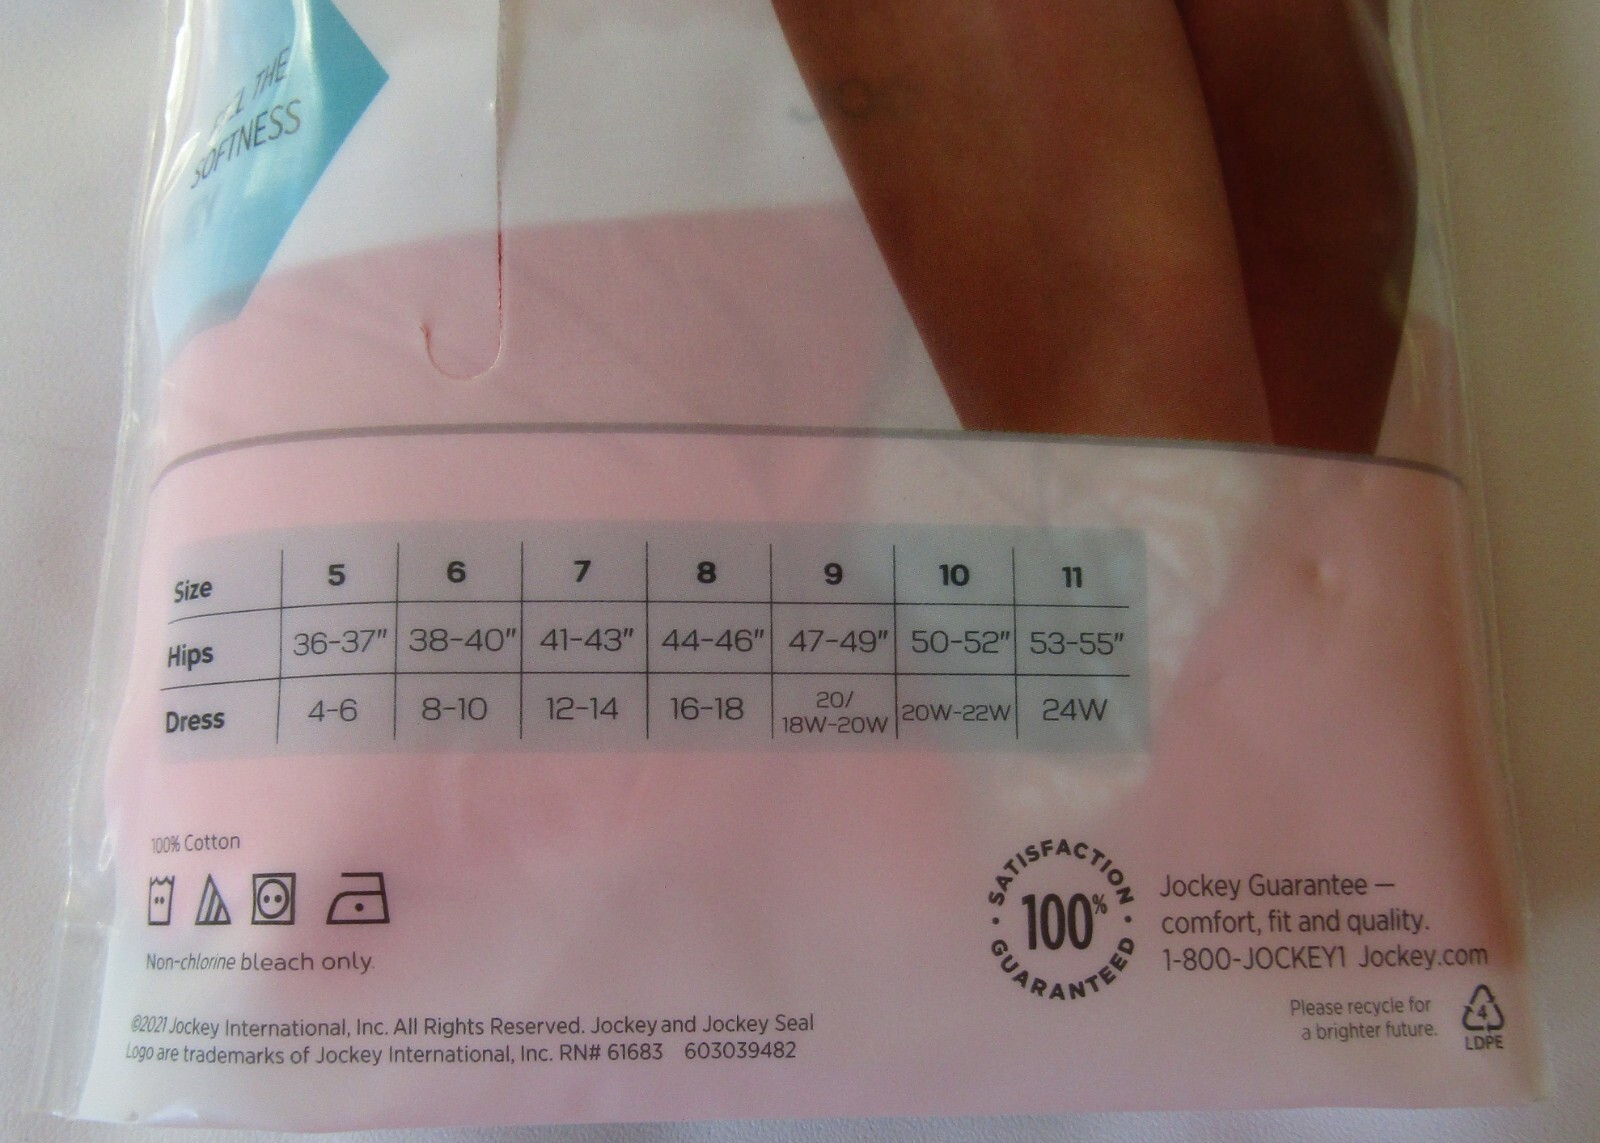 THE
SOFTNESS
Size 5 6 7 8 9 10 11
Hips 36-37" 38-40" 41-43" 44-46" 47-49" 50-52" 53-55"
Dress 4-6 8-10 12-14 16-18 20/ 18W-20W 20W-22W 24W
100% Cotton
Non-chlorine bleach only.
SATISFACTION
100%
GUARANTEED
Jockey Guarantee —
comfort, fit and quality.
1-800-JOCKEY1 Jockey.com
Please recycle for
a brighter future.
4
LDPE
©2021 Jockey International, Inc. All Rights Reserved. Jockey and Jockey Seal
Logo are trademarks of Jockey International, Inc. RN# 61683 603039482